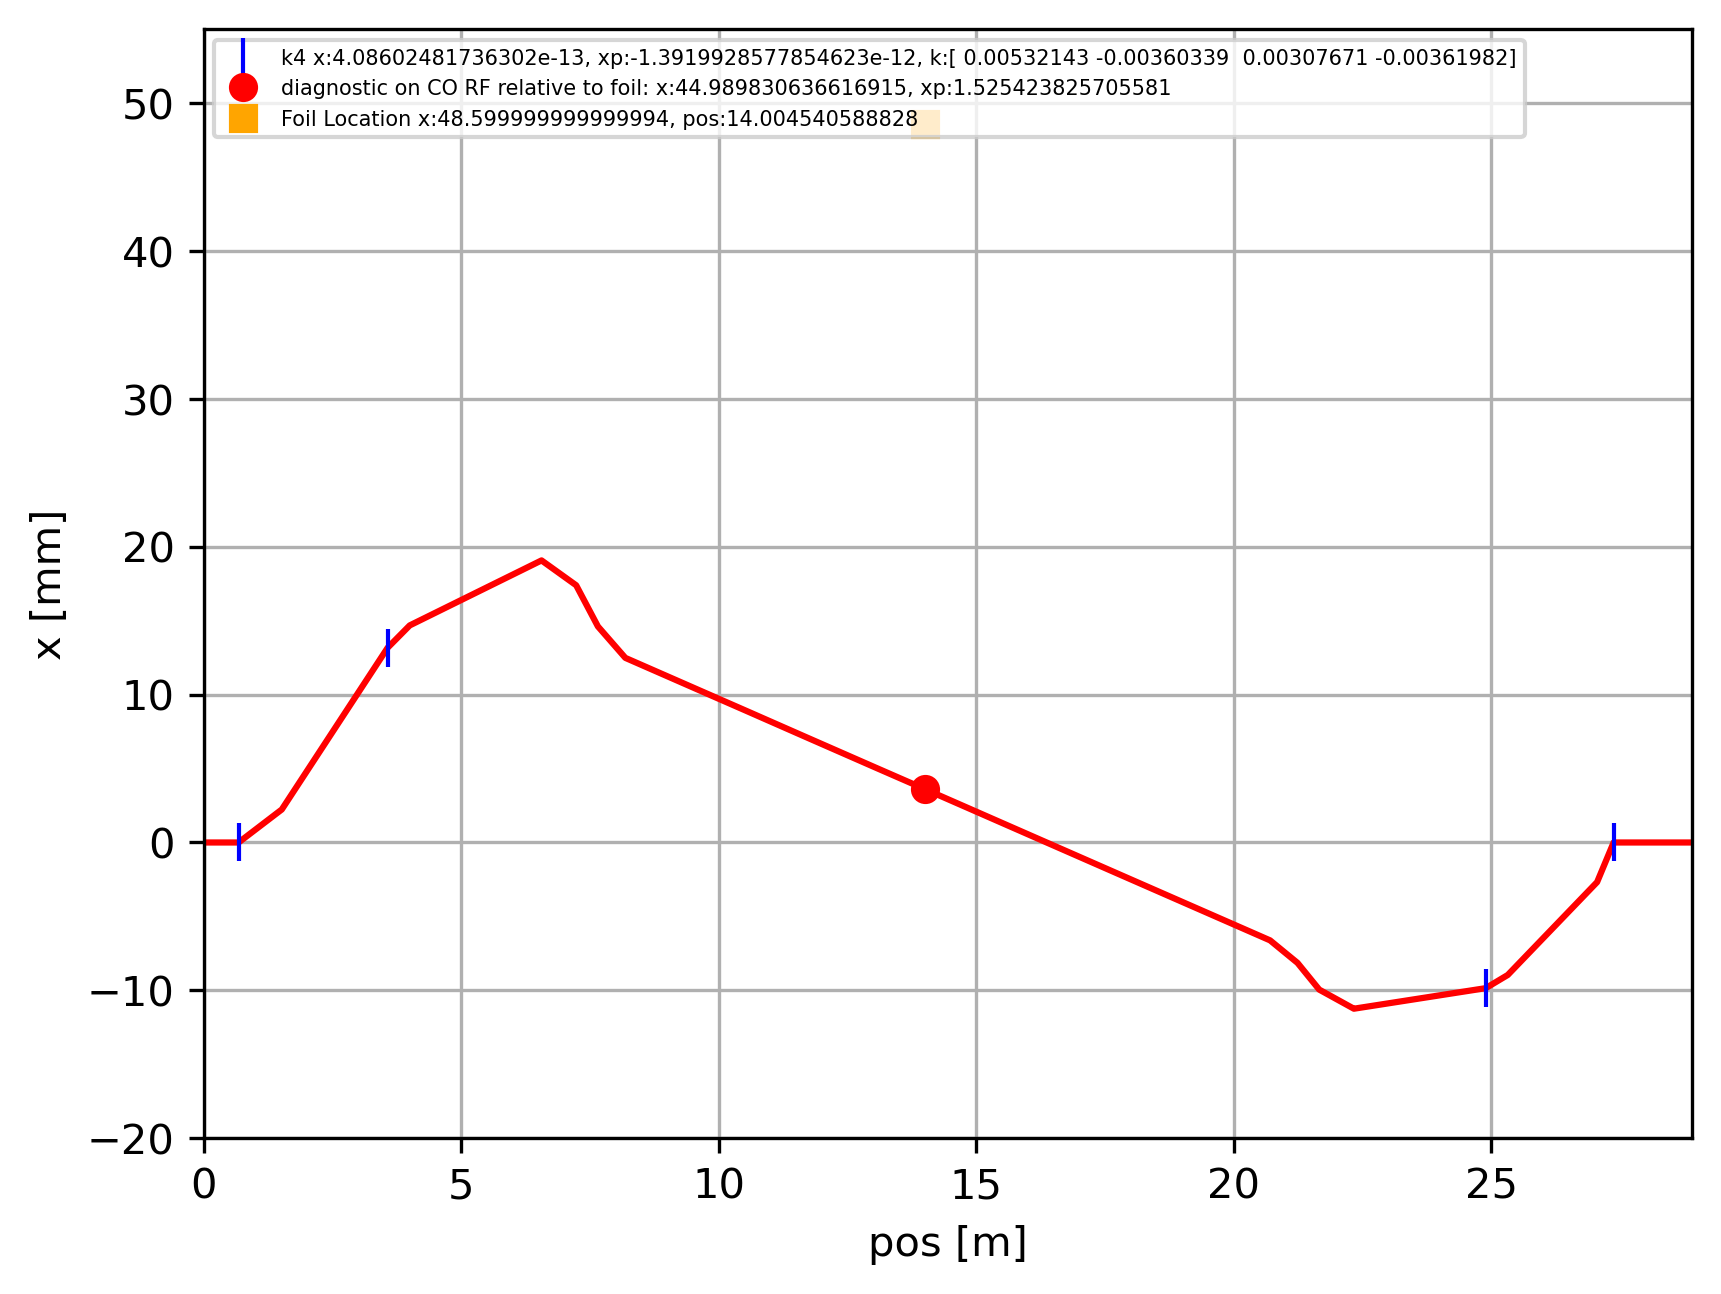 k4 x:4.08602481736302e-13, xp:-1.3919928577854623e-12, k:[ 0.00532143 -0.00360339  0.00307671 -0.00361982]
diagnostic on CO RF relative to foil: x:44.989830636616915, xp:1.525423825705581
Foil Location x:48.599999999999994, pos:14.004540588828
50
40
30
20
10
0
−10
−20
x [mm]
0 5 10 15 20 25
pos [m]